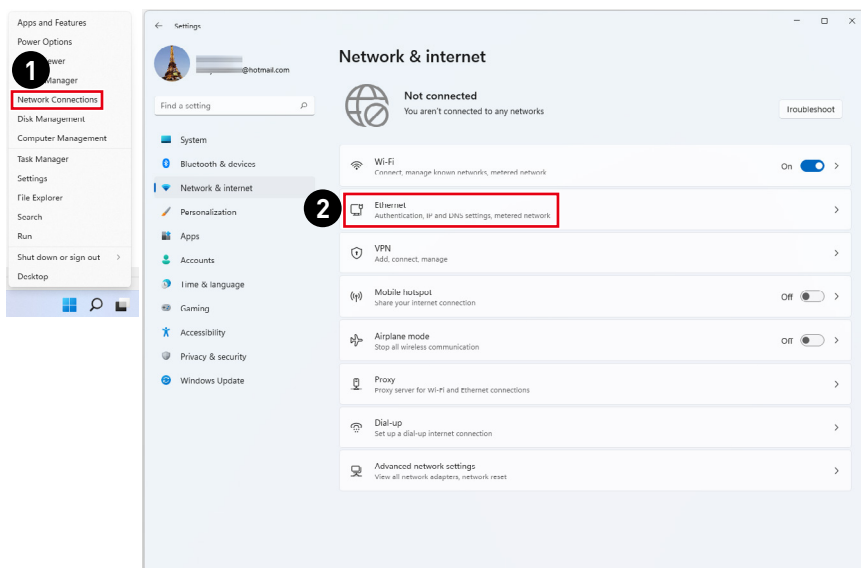 Apps and Features
Power Options
ewer
1
Manager
Network Connections
Disk Management
Computer Management
Task Manager
Settings
File Explorer
Search
Run
Shut down or sign out
Desktop
Settings
@hotmail.com
Find a setting
System
Bluetooth & devices
Network & internet
Personalization
Apps
Accounts
Time & language
Gaming
Accessibility
Privacy & security
Windows Update
Network & internet
Not connected
You aren't connected to any networks
Troubleshoot
Wi-Fi
Connect, manage known networks, metered network
On
2
Ethernet
Authentication, IP and DNS settings, metered network
VPN
Add, connect, manage
Mobile hotspot
Share your internet connection
Off
Airplane mode
Stop all wireless communication
Off
Proxy
Proxy server for Wi-Fi and Ethernet connections
Dial-up
Set up a dial-up internet connection
Advanced network settings
View all network adapters, network reset